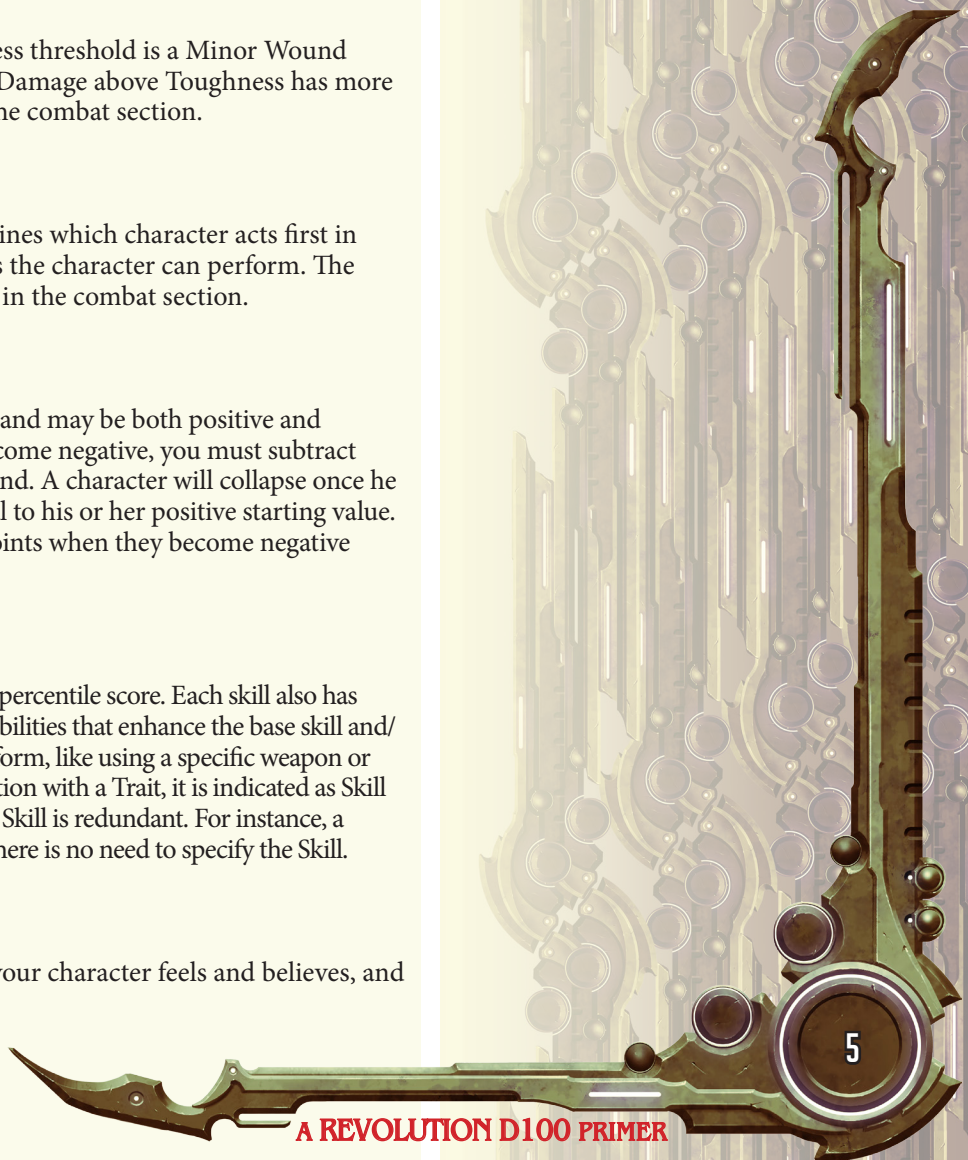 ess threshold is a Minor Wound
Damage above Toughness has more
he combat section.
ines which character acts first in
s the character can perform. The
in the combat section.
and may be both positive and
come negative, you must subtract
nd. A character will collapse once he
l to his or her positive starting value.
oints when they become negative
percentile score. Each skill also has
bilities that enhance the base skill and/
form, like using a specific weapon or
tion with a Trait, it is indicated as Skill
Skill is redundant. For instance, a
here is no need to specify the Skill.
your character feels and believes, and
5
A REVOLUTION D100 PRIMER